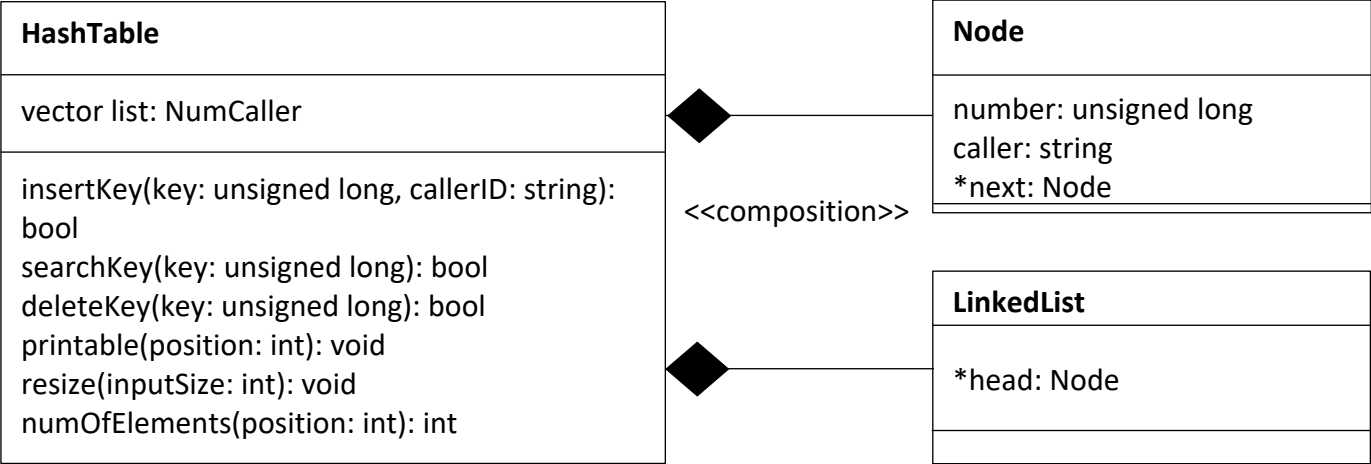 HashTable
vector list: NumCaller
insertKey(key: unsigned long, callerID: string):
bool
searchKey(key: unsigned long): bool
deleteKey(key: unsigned long): bool
printable(position: int): void
resize(inputSize: int): void
numOfElements(position: int): int
<<composition>>
Node
number: unsigned long
caller: string
*next: Node
LinkedList
*head: Node